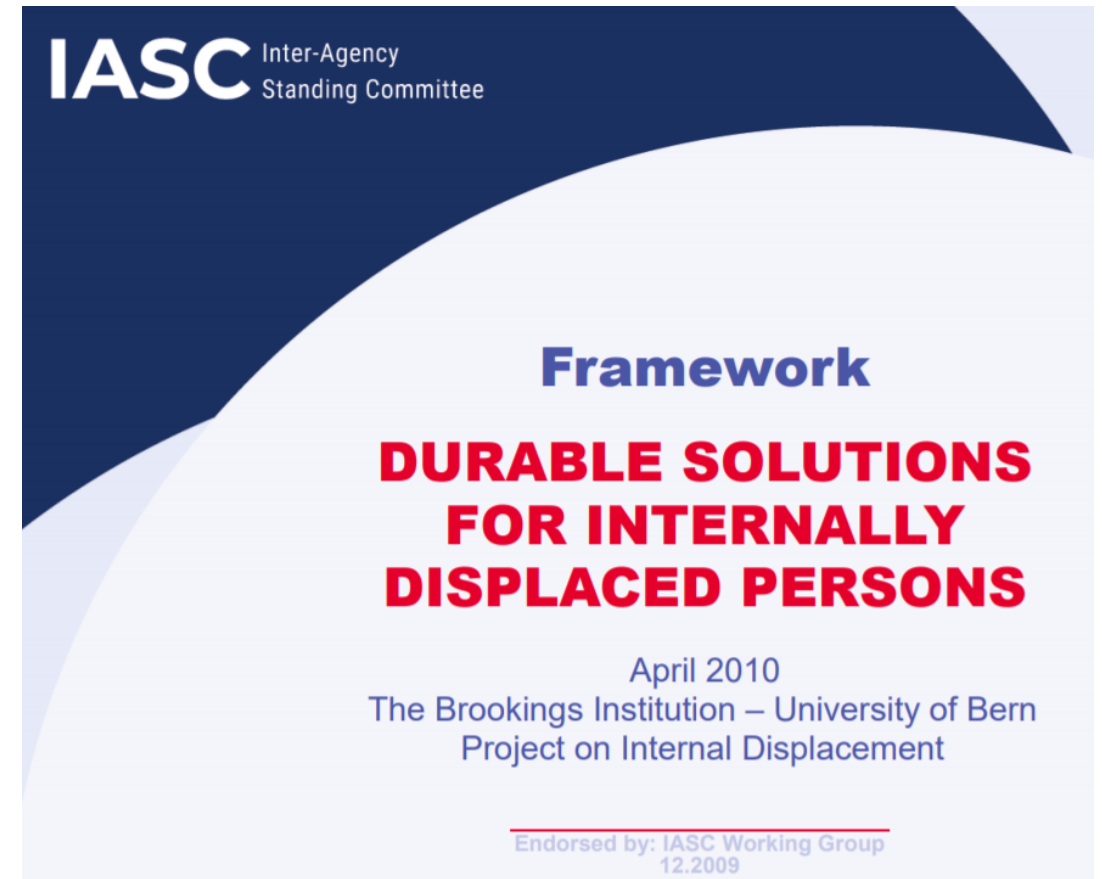 IASC Inter-Agency
Standing Committee
Framework
DURABLE SOLUTIONS
FOR INTERNALLY
DISPLACED PERSONS
April 2010
The Brookings Institution – University of Bern
Project on Internal Displacement
Endorsed by: IASC Working Group
12.2009